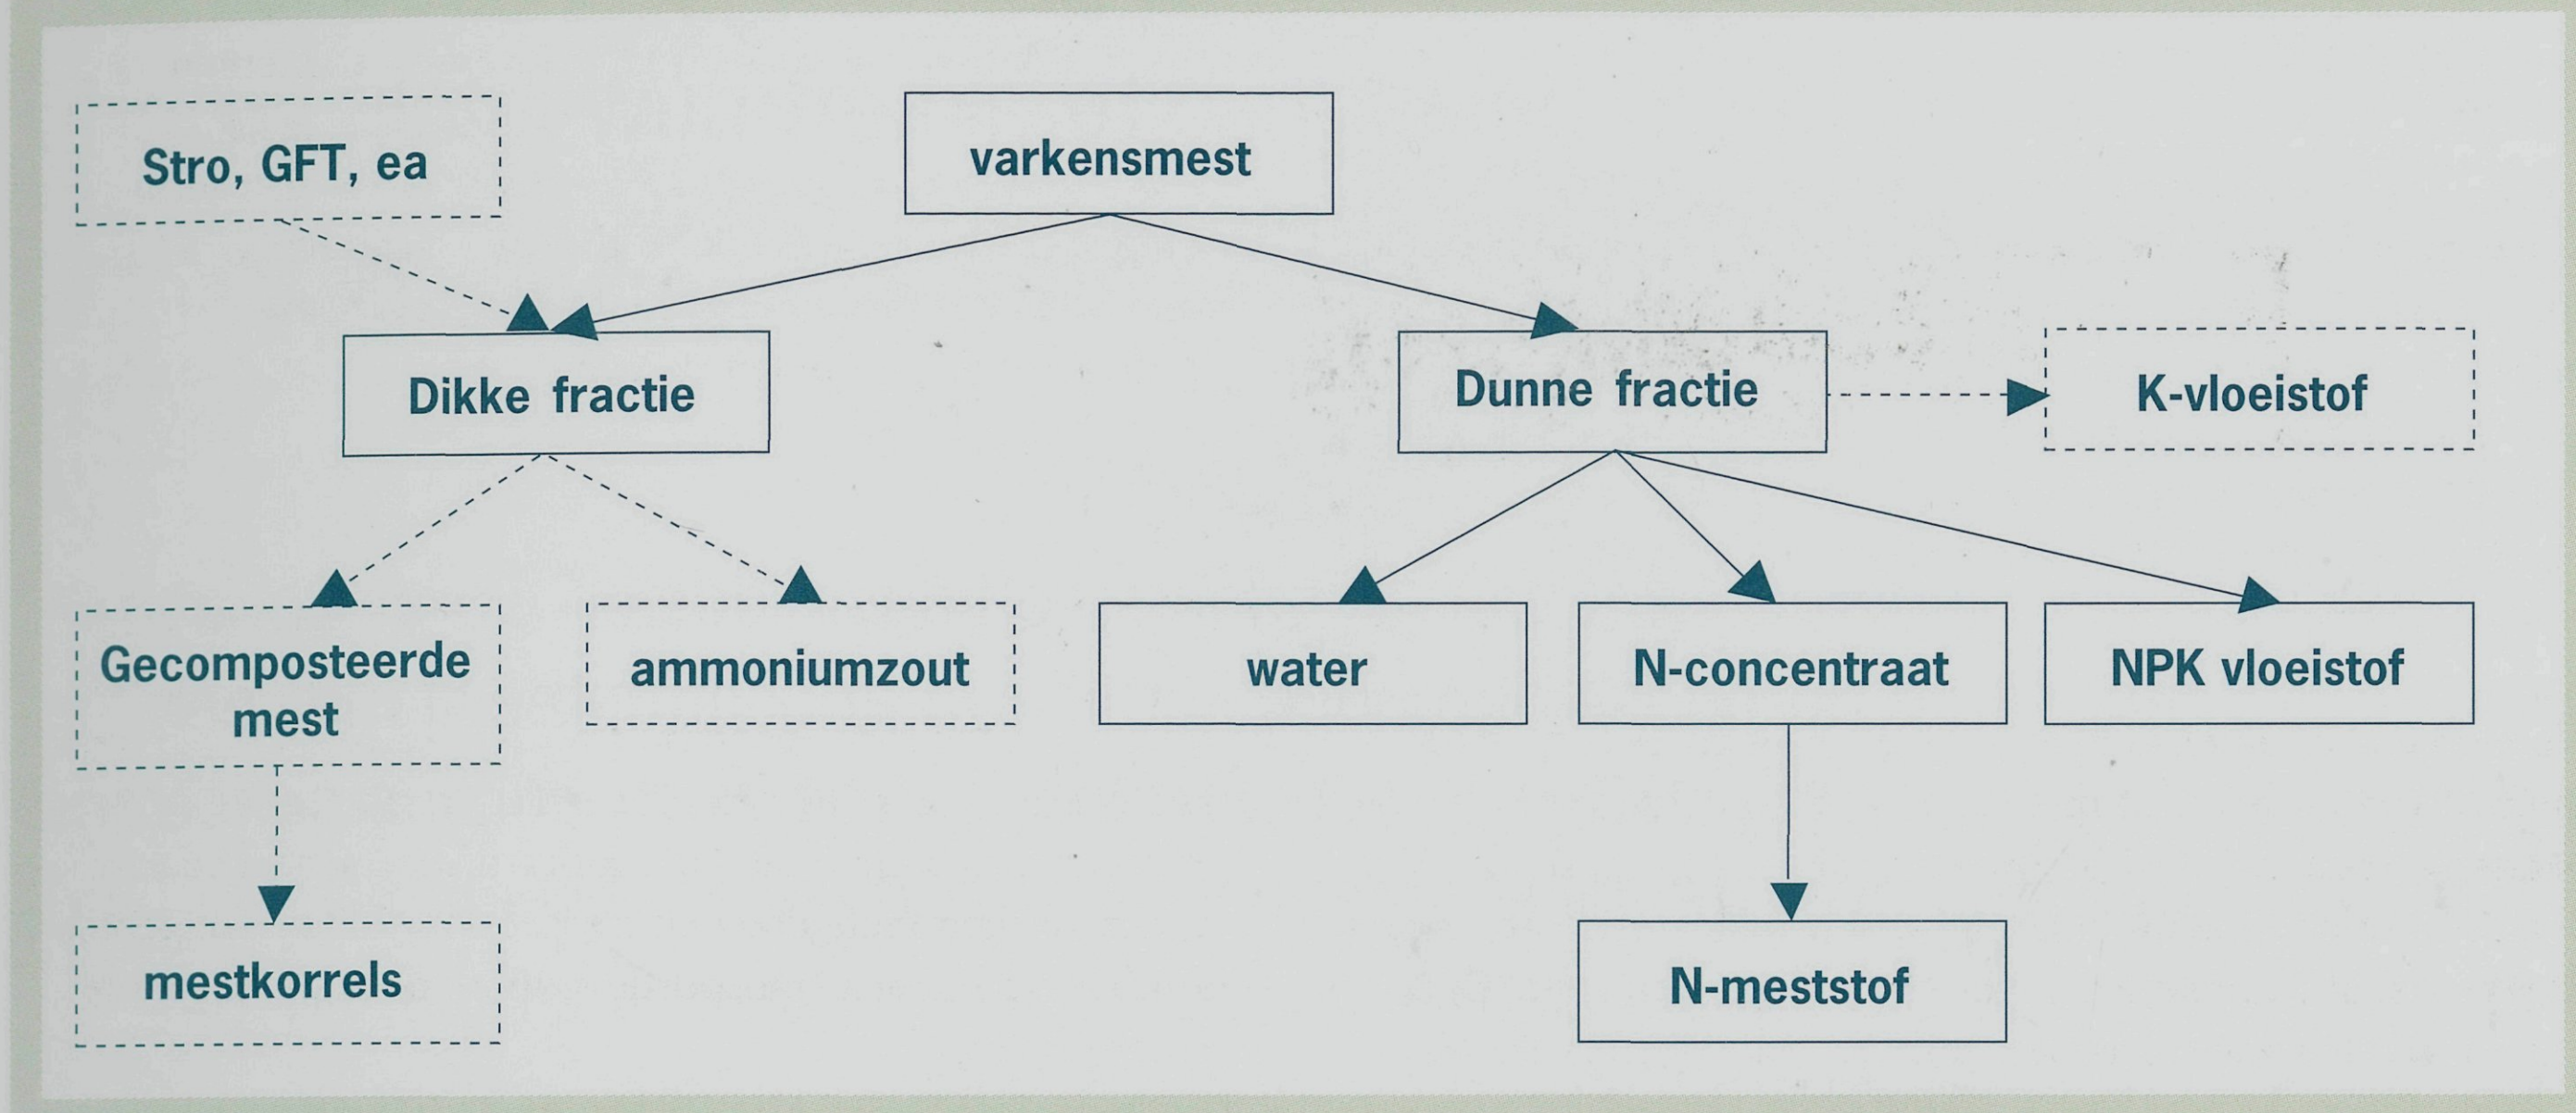 Stro, GFT, ea
varkensmest
Dikke fractie
Dunne fractie
K-vloeistof
Gecomposteerde
mest
ammoniumzout
water
N-concentraat
NPK vloeistof
mestkorrels
N-meststof